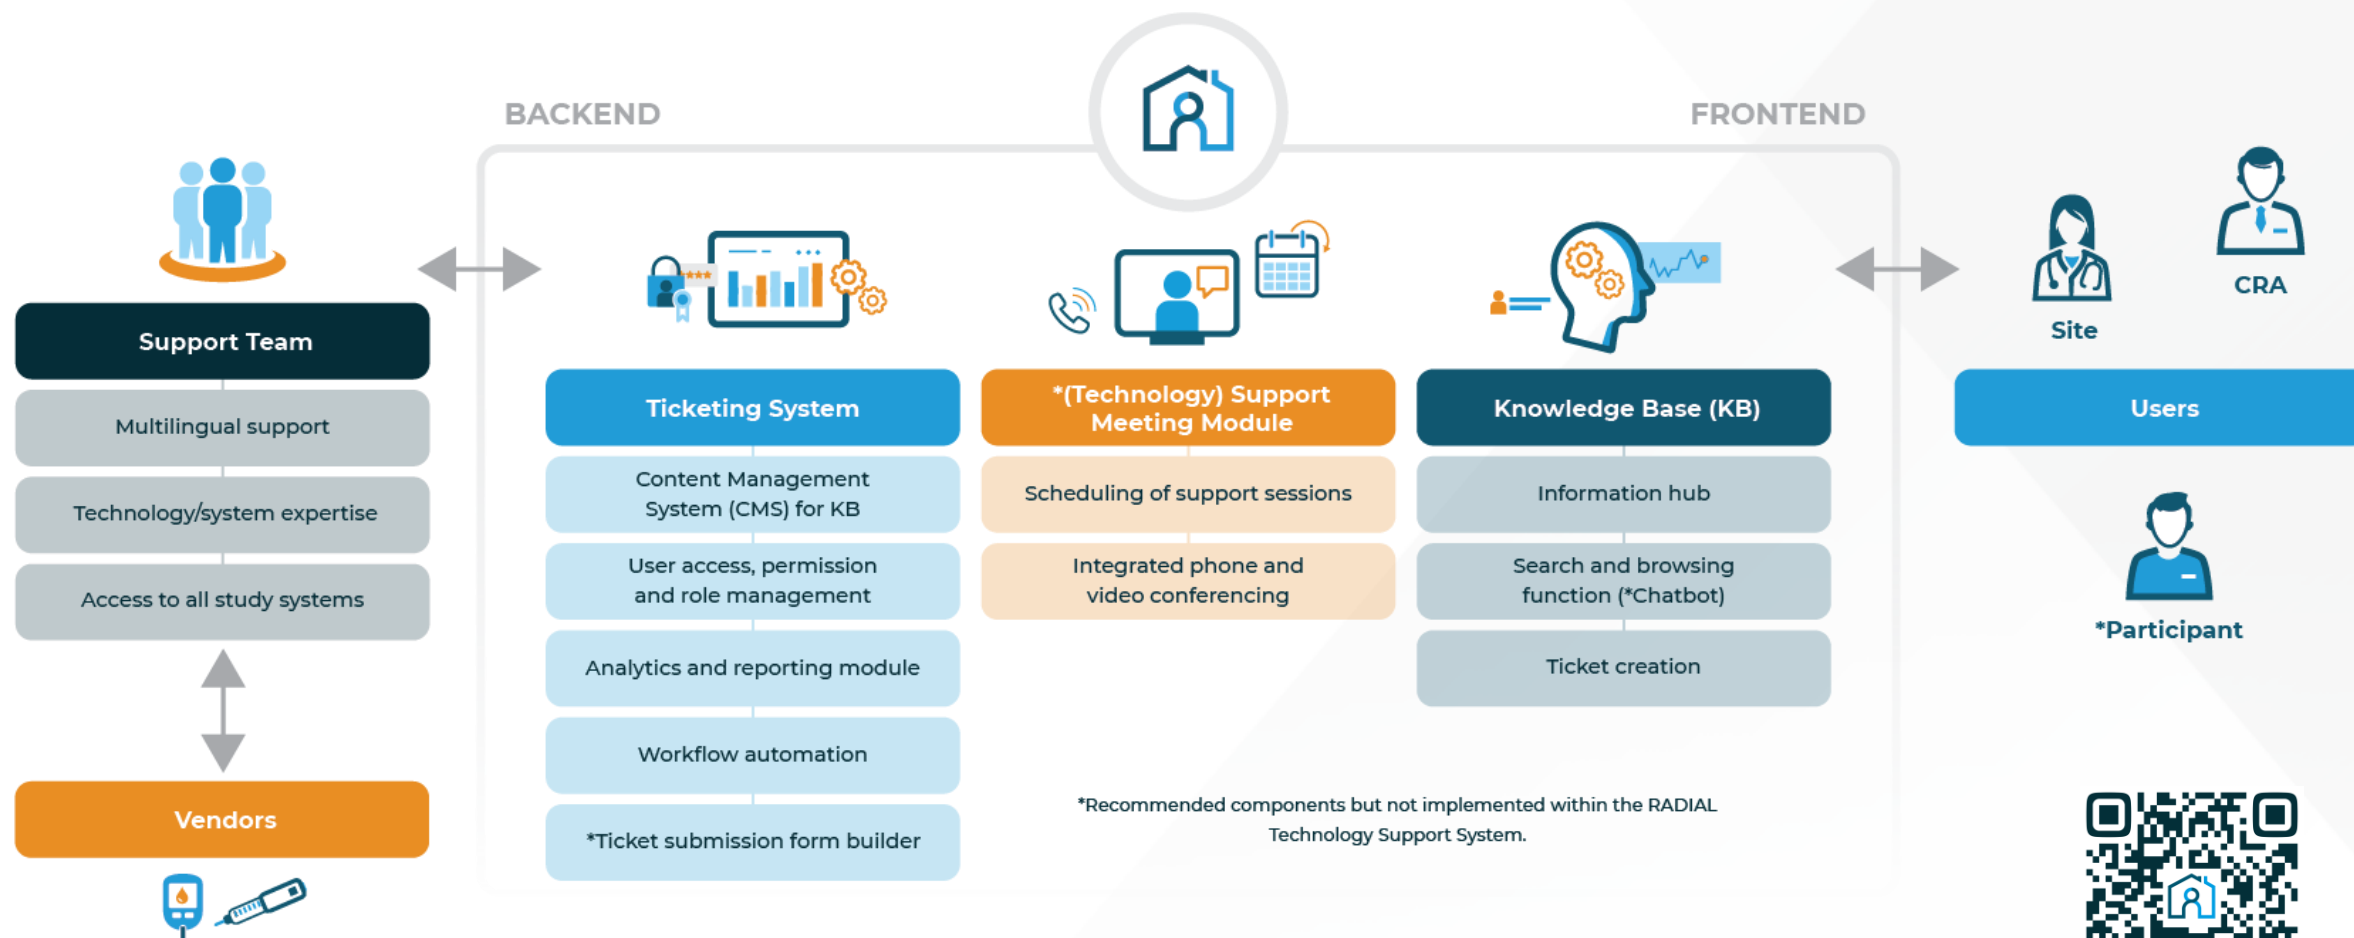 BACKEND
FRONTEND
Support Team
Multilingual support
Technology/system expertise
Access to all study systems
Vendors
Ticketing System
Content Management
System (CMS) for KB
User access, permission
and role management
Analytics and reporting module
Workflow automation
*Ticket submission form builder
*(Technology) Support
Meeting Module
Scheduling of support sessions
Integrated phone and
video conferencing
Knowledge Base (KB)
Information hub
Search and browsing
function (*Chatbot)
Ticket creation
*Recommended components but not implemented within the RADIAL
Technology Support System.
CRA
Site
Users
*Participant